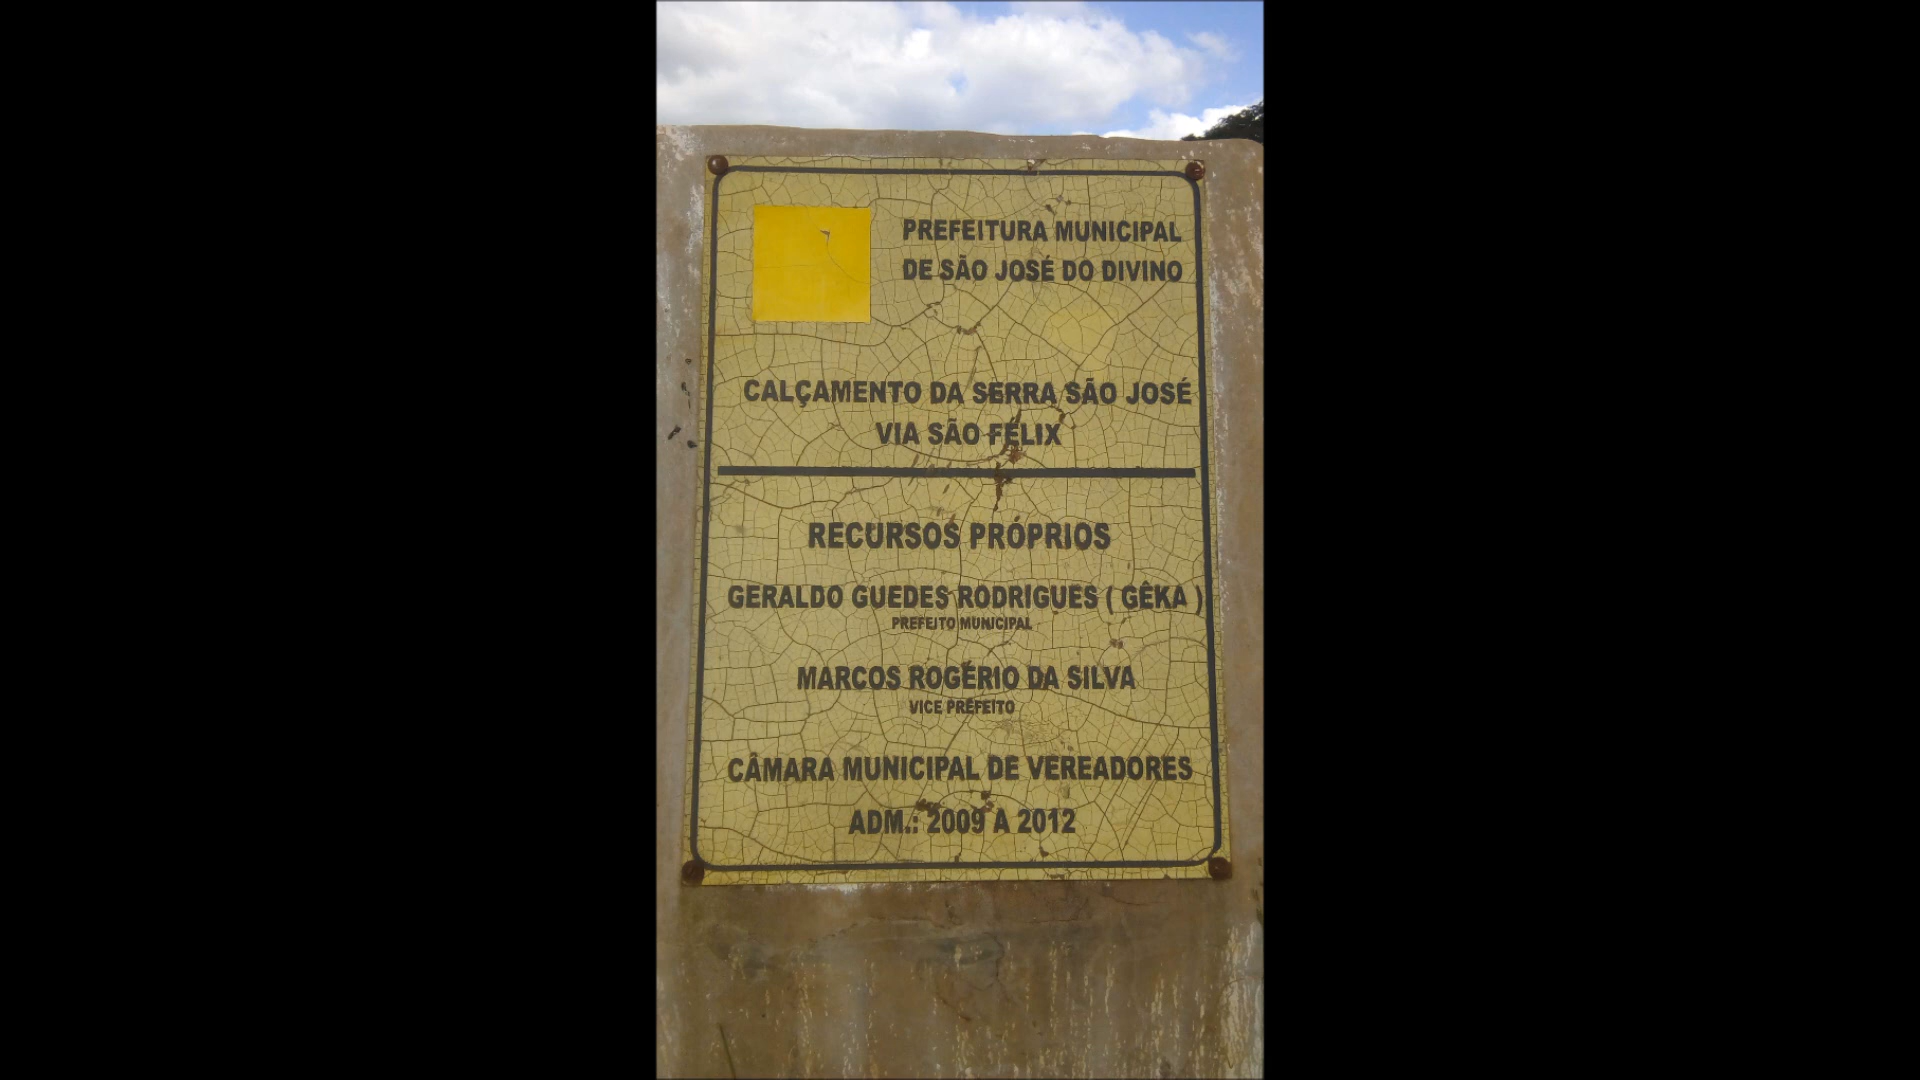 PREFEITURA MUNICIPAL
DE SÃO JOSÉ DO DIVINO
CALÇAMENTO DA SERRA SÃO JOSÉ
VIA SÃO FÉLIX
RECURSOS PRÓPRIOS
GERALDO GUEDES RODRIGUES ( GÊKA )
PREFEITO MUNICIPAL
MARCOS ROGÉRIO DA SILVA
VICE PREFEITO
CÂMARA MUNICIPAL DE VEREADORES
ADM.: 2009 A 2012